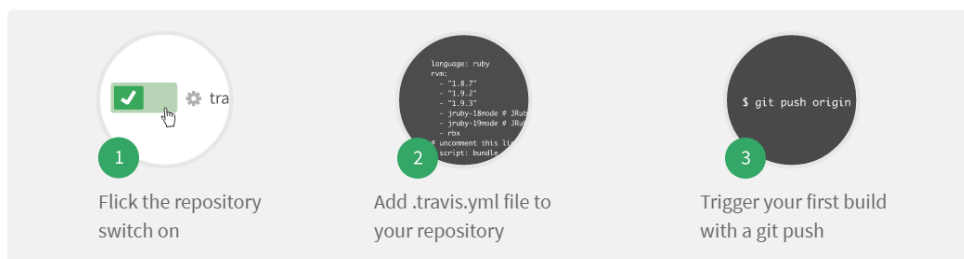 tra
1
Flick the repository
switch on
language: ruby
rvm:
- "1.8.7"
- "1.9.2"
- "1.9.3"
- jruby-18mode # JRub
- jruby-19mode # JRu
- rbx
# uncomment this li
script: bundle
2
Add .travis.yml file to
your repository
$ git push origin
3
Trigger your first build
with a git push